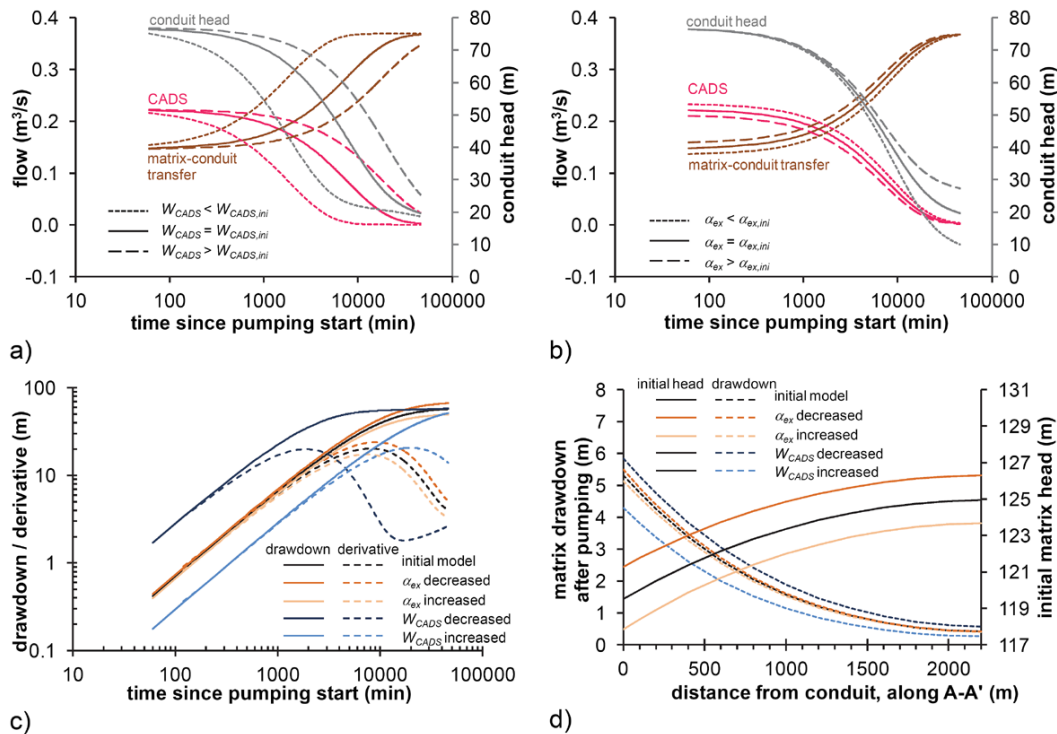 0.4
0.3
0.2
0.1
0.0
-0.1
flow (m³/s)
80
70
60
50
40
30
20
10
0
conduit head (m)
conduit head
CADS
matrix-conduit
transfer
W_CADS < W_CADS,ini
W_CADS = W_CADS,ini
W_CADS > W_CADS,ini
10
100
1000
10000
100000
time since pumping start (min)
a)
0.4
0.3
0.2
0.1
0.0
-0.1
flow (m³/s)
80
70
60
50
40
30
20
10
0
conduit head (m)
conduit head
CADS
matrix-conduit transfer
α_ex < α_ex,ini
α_ex = α_ex,ini
α_ex > α_ex,ini
10
100
1000
10000
100000
time since pumping start (min)
b)
100
10
1
0.1
drawdown / derivative (m)
drawdown derivative
initial model
α_ex decreased
α_ex increased
W_CADS decreased
W_CADS increased
10
100
1000
10000
100000
time since pumping start (min)
c)
8
7
6
5
4
3
2
1
0
matrix drawdown
after pumping (m)
131
129
127
125
123
121
119
117
initial matrix head (m)
initial head drawdown
initial model
α_ex decreased
α_ex increased
W_CADS decreased
W_CADS increased
0
500
1000
1500
2000
distance from conduit, along A-A' (m)
d)